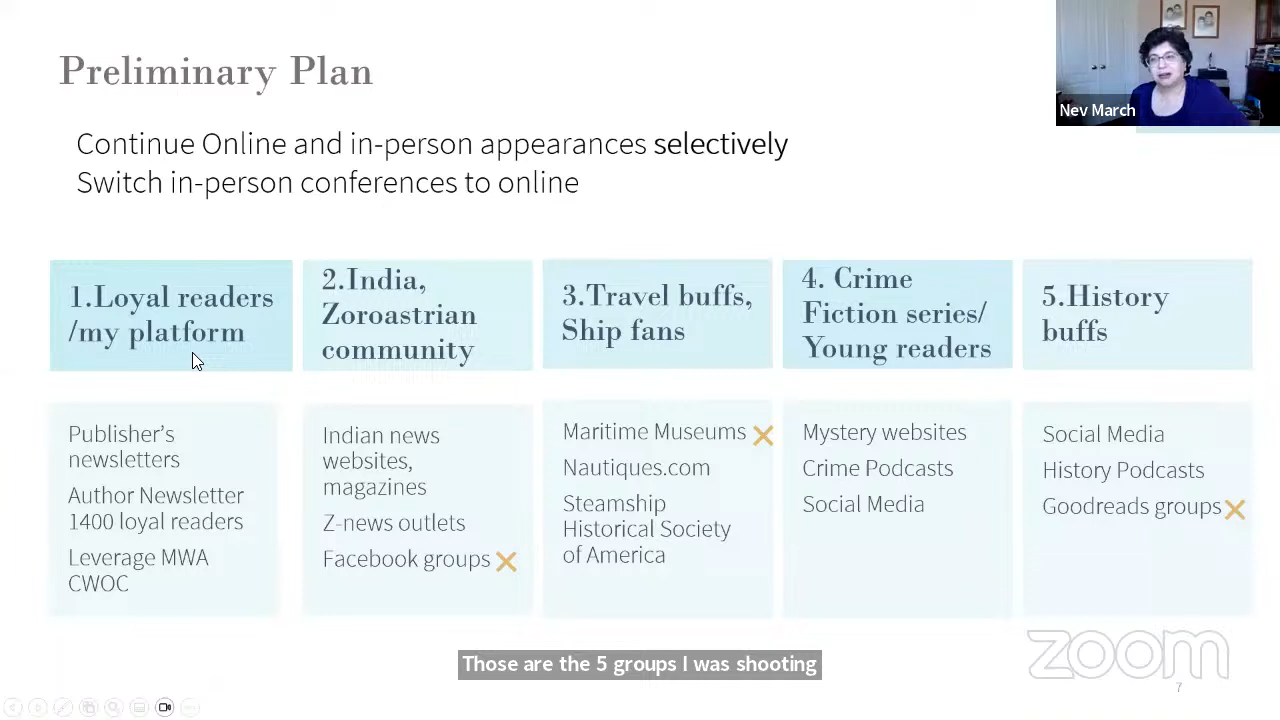 Preliminary Plan
Nev March
Continue Online and in-person appearances selectively
Switch in-person conferences to online
1.Loyal readers
/my platform
2.India,
Zoroastrian
community
3.Travel buffs,
Ship fans
4. Crime
Fiction series/
Young readers
5.History
buffs
Publisher's
newsletters
Author Newsletter
1400 loyal readers
Leverage MWA
CWOC
Indian news
websites,
magazines
Z-news outlets
Facebook groups
Maritime Museums
Nautiques.com
Steamship
Historical Society
of America
Mystery websites
Crime Podcasts
Social Media
Social Media
History Podcasts
Goodreads groups
Those are the 5 groups I was shooting
zoom
7